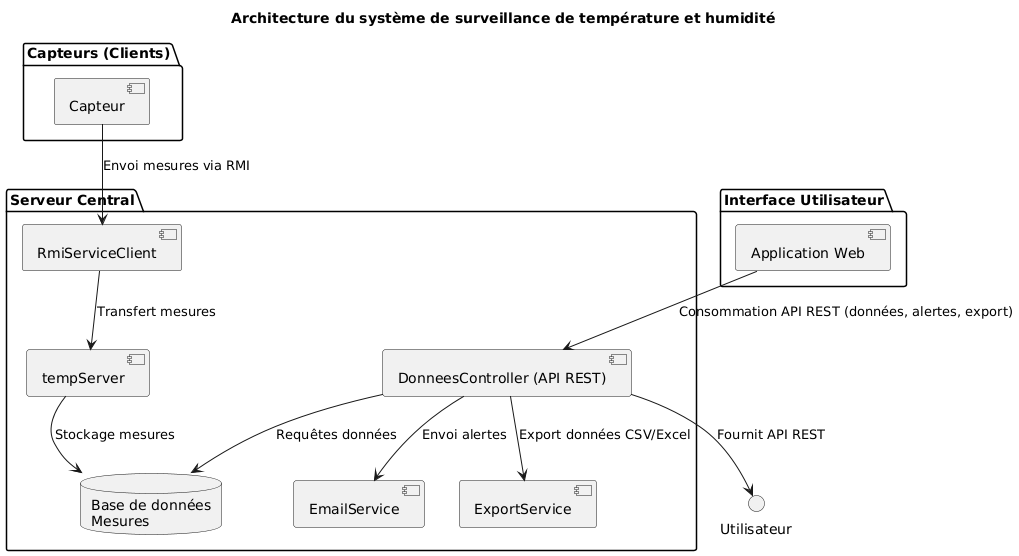 Architecture du système de surveillance de température et humidité
Capteurs (Clients)
Capteur
Envoi mesures via RMI
Serveur Central
Interface Utilisateur
RmiServiceClient
Application Web
Transfert mesures
Consommation API REST (données, alertes, export)
tempServer
DonneesController (API REST)
Stockage mesures
Requêtes données
Envoi alertes
Export données CSV/Excel
Fournit API REST
Base de données
Mesures
EmailService
ExportService
Utilisateur